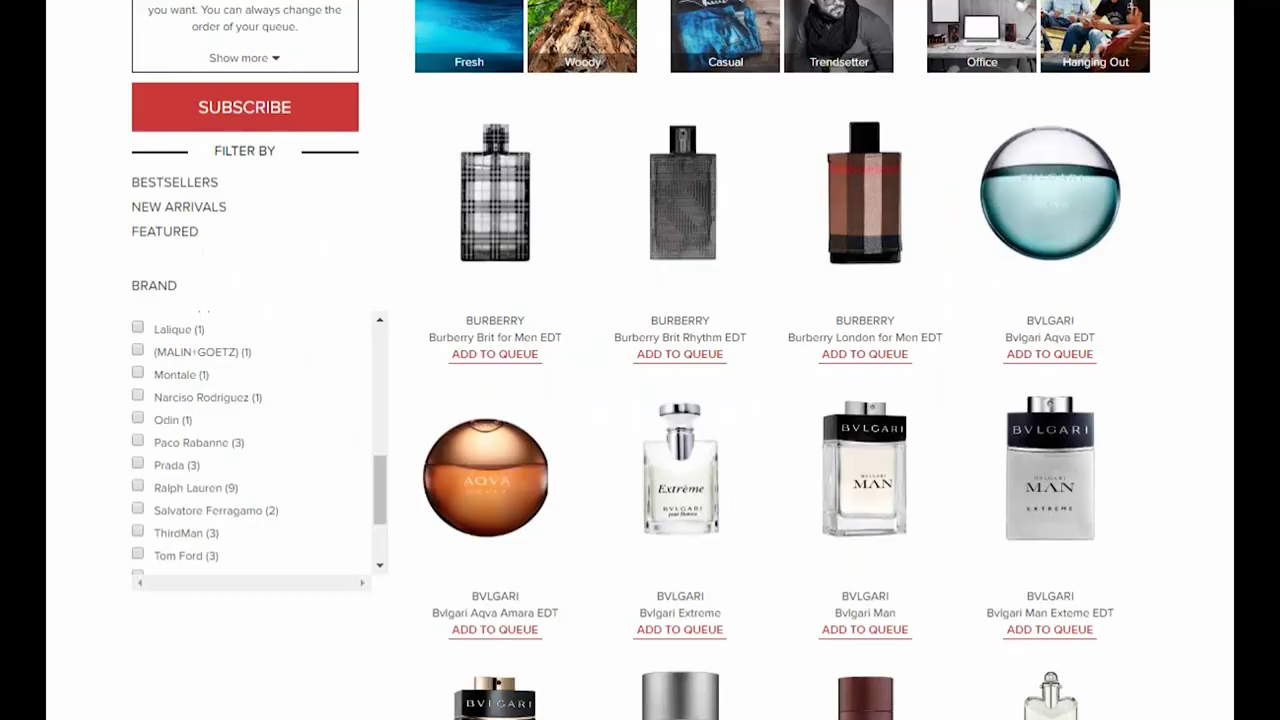 you want. You can always change the
order of your queue.
Show more
SUBSCRIBE
FILTER BY
BESTSELLERS
NEW ARRIVALS
FEATURED
BRAND
Lalique (1)
(MALIN+GOETZ) (1)
Montale (1)
Narciso Rodriguez (1)
Odin (1)
Paco Rabanne (3)
Prada (3)
Ralph Lauren (9)
Salvatore Ferragamo (2)
ThirdMan (3)
Tom Ford (3)
Fresh
Woody
Casual
Trendsetter
Office
Hanging Out
BURBERRY
Burberry Brit for Men EDT
ADD TO QUEUE
BURBERRY
Burberry Brit Rhythm EDT
ADD TO QUEUE
BURBERRY
Burberry London for Men EDT
ADD TO QUEUE
BVLGARI
BVLGARI
Bvlgari Aqva EDT
ADD TO QUEUE
AQVA
BVLGARI
Bvlgari Aqva Amara EDT
ADD TO QUEUE
Extrême
BVLGARI
pour Homme
BVLGARI
Bvlgari Extreme
ADD TO QUEUE
BVLGARI
BVLGARI
MAN
BVLGARI
Bvlgari Man
ADD TO QUEUE
BVLGARI
BVLGARI
MAN
EXTREME
BVLGARI
Bvlgari Man Exteme EDT
ADD TO QUEUE
BVLGARI